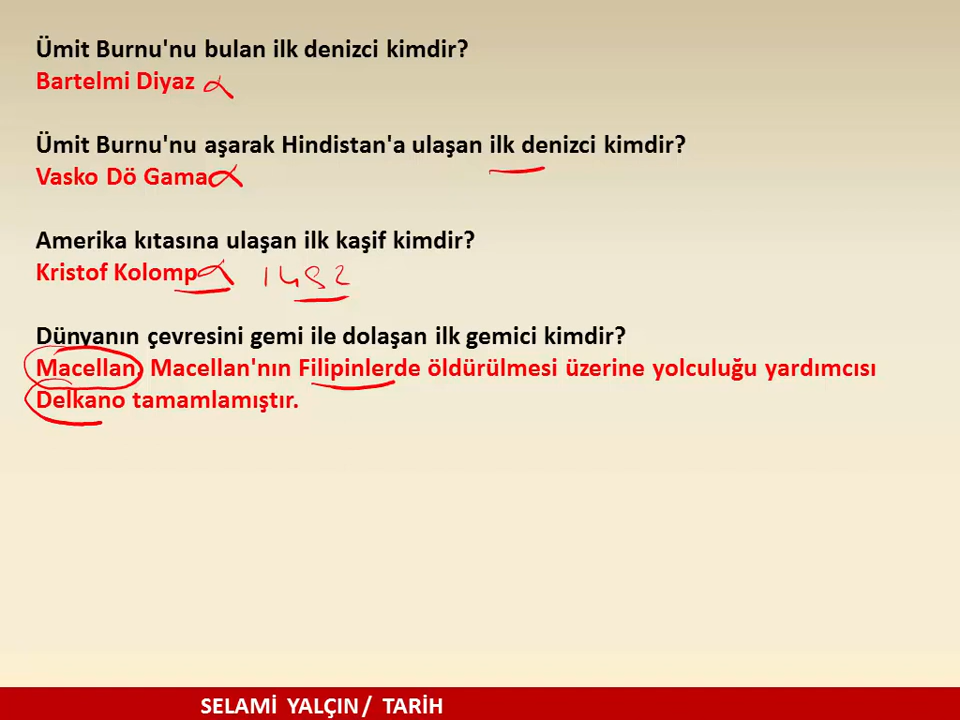 Ümit Burnu'nu bulan ilk denizci kimdir?
Bartelmi Diyaz
Ümit Burnu'nu aşarak Hindistan'a ulaşan ilk denizci kimdir?
Vasko Dö Gama
Amerika kıtasına ulaşan ilk kaşif kimdir?
Kristof Kolomp 1492
Dünyanın çevresini gemi ile dolaşan ilk gemici kimdir?
Macellan, Macellan'nın Filipinlerde öldürülmesi üzerine yolculuğu yardımcısı
Delkano tamamlamıştır.
SELAMİ YALÇIN / TARİH